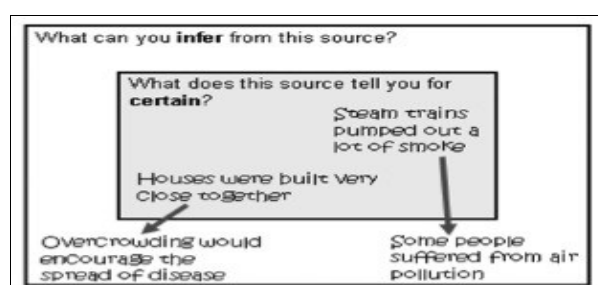 What can you infer from this source?
What does this source tell you for
certain?
Steam trains
pumped out a
lot of smoke
Houses were built very
close together
Overcrowding would
encourage the
spread of disease
Some people
suffered from air
pollution